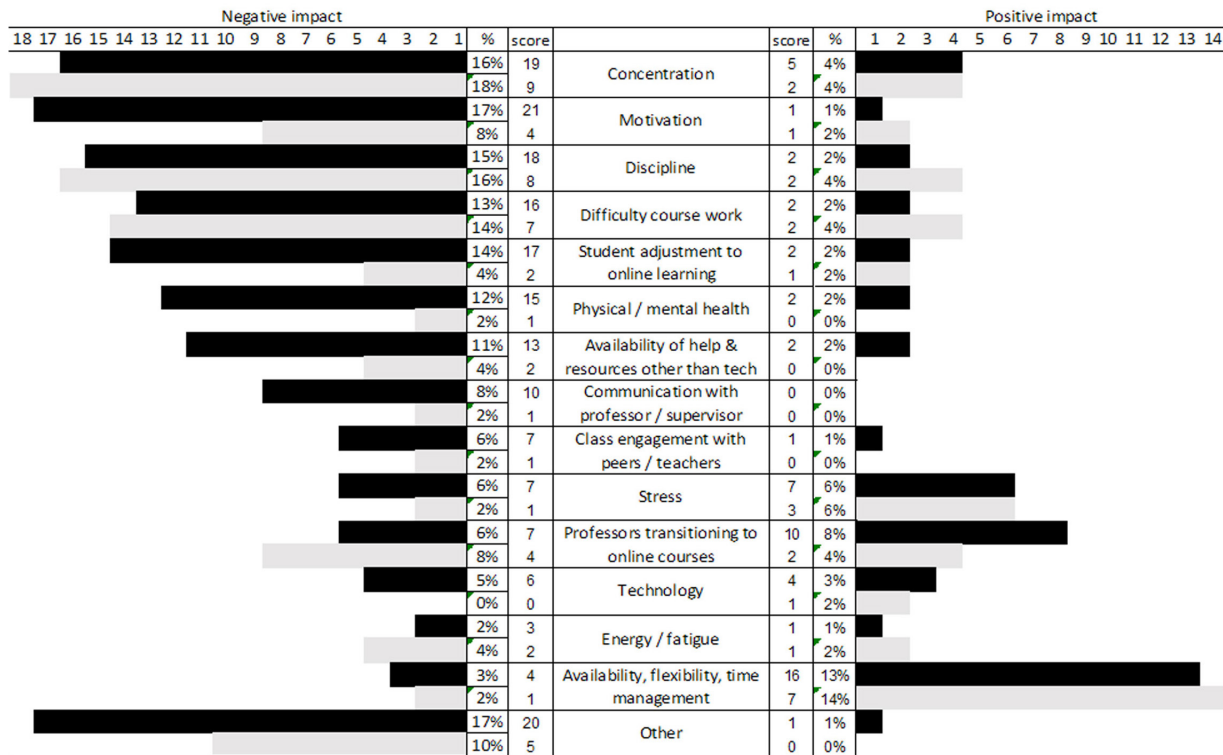 Negative impact Positive impact
18 17 16 15 14 13 12 11 10 9 8 7 6 5 4 3 2 1 % score score % 1 2 3 4 5 6 7 8 9 10 11 12 13 14
16% 19 5 4%
Concentration
18% 9 2 4%
17% 21 1 1%
Motivation
8% 4 1 2%
15% 18 2 2%
Discipline
16% 8 2 4%
13% 16 2 2%
Difficulty course work
14% 7 2 4%
14% 17 Student adjustment to 2 2%
4% 2 online learning 1 2%
12% 15 2 2%
Physical / mental health
2% 1 0 0%
11% 13 Availability of help & 2 2%
4% 2 resources other than tech 0 0%
8% 10 Communication with 0 0%
2% 1 professor / supervisor 0 0%
6% 7 Class engagement with 1 1%
2% 1 peers / teachers 0 0%
6% 7 7 6%
Stress
2% 1 3 6%
6% 7 Professors transitioning to 10 8%
8% 4 online courses 2 4%
5% 6 4 3%
Technology
0% 0 1 2%
2% 3 1 1%
Energy / fatigue
4% 2 1 2%
3% 4 Availability, flexibility, time 16 13%
2% 1 management 7 14%
17% 20 1 1%
Other
10% 5 0 0%